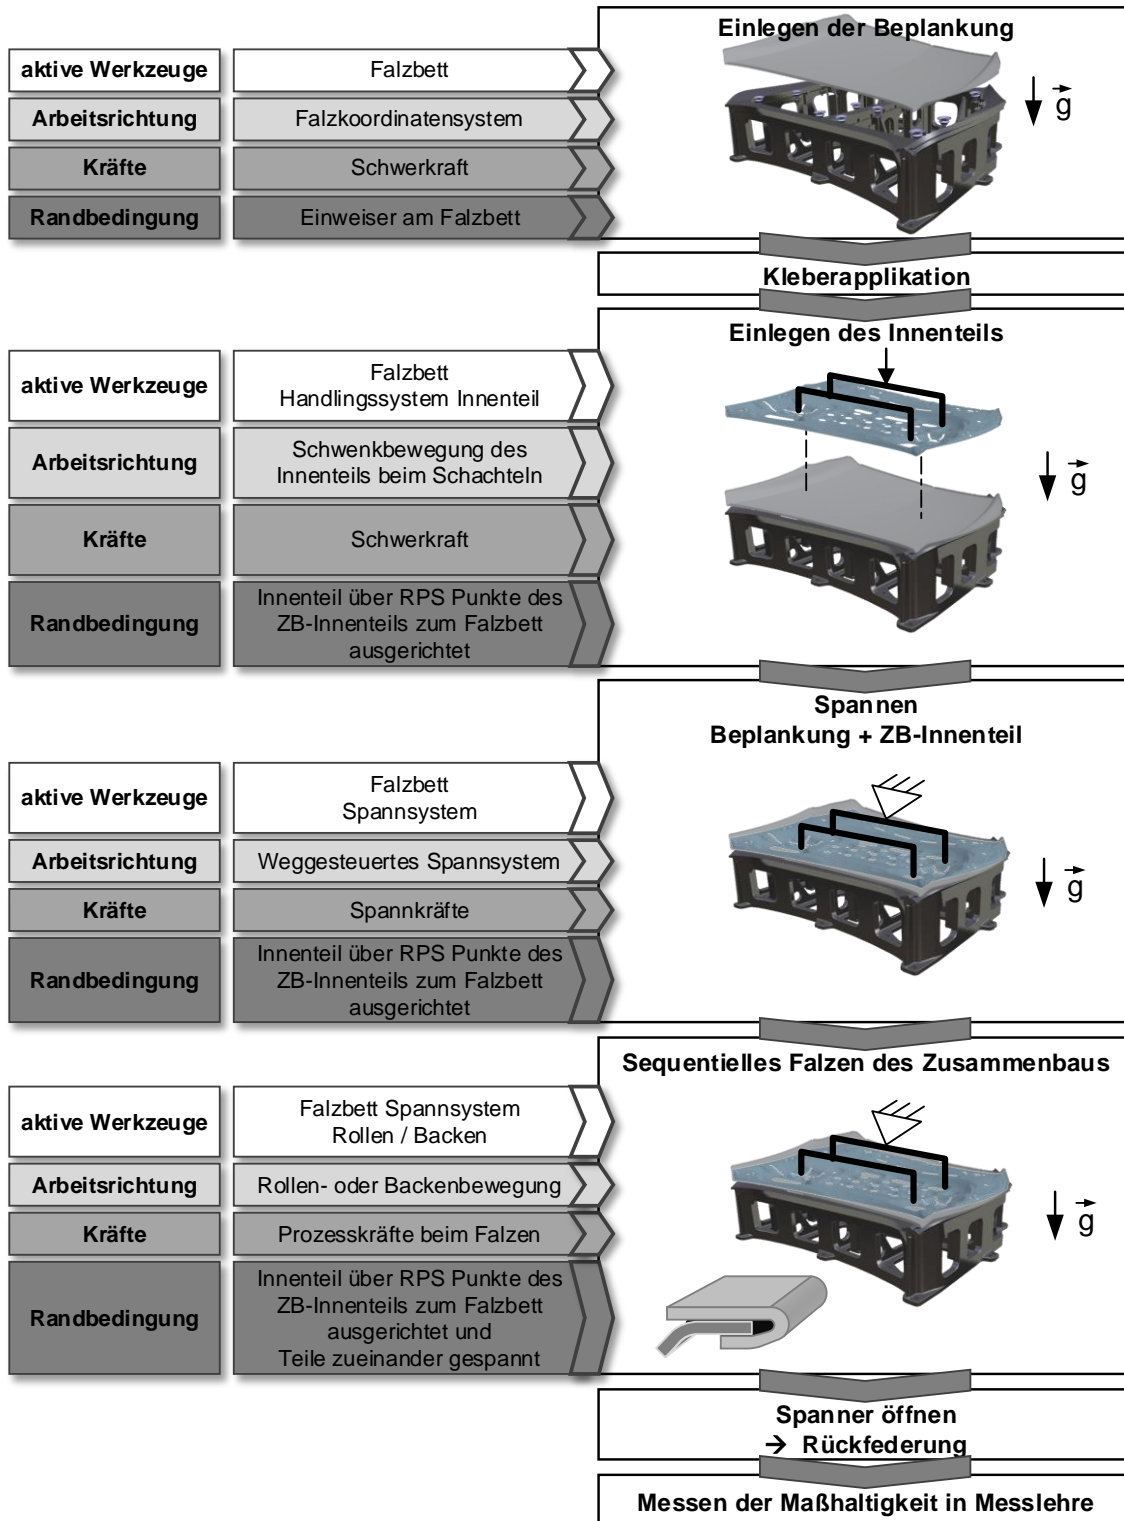 Einlegen der Beplankung
aktive Werkzeuge
Falzbett
Arbeitsrichtung
Falzkoordinatensystem
Kräfte
Schwerkraft
Randbedingung
Einweiser am Falzbett
g
Kleberapplikation
Einlegen des Innenteils
aktive Werkzeuge
Falzbett
Handlingssystem Innenteil
Arbeitsrichtung
Schwenkbewegung des
Innenteils beim Schachteln
Kräfte
Schwerkraft
Randbedingung
Innenteil über RPS Punkte des
ZB-Innenteils zum Falzbett
ausgerichtet
g
Spannen
Beplankung + ZB-Innenteil
aktive Werkzeuge
Falzbett
Spannsystem
Arbeitsrichtung
Weggesteuertes Spannsystem
Kräfte
Spannkräfte
Randbedingung
Innenteil über RPS Punkte des
ZB-Innenteils zum Falzbett
ausgerichtet
g
Sequentielles Falzen des Zusammenbaus
aktive Werkzeuge
Falzbett Spannsystem
Rollen / Backen
Arbeitsrichtung
Rollen- oder Backenbewegung
Kräfte
Prozesskräfte beim Falzen
Randbedingung
Innenteil über RPS Punkte des
ZB-Innenteils zum Falzbett
ausgerichtet und
Teile zueinander gespannt
g
Spanner öffnen
→ Rückfederung
Messen der Maßhaltigkeit in Messlehre